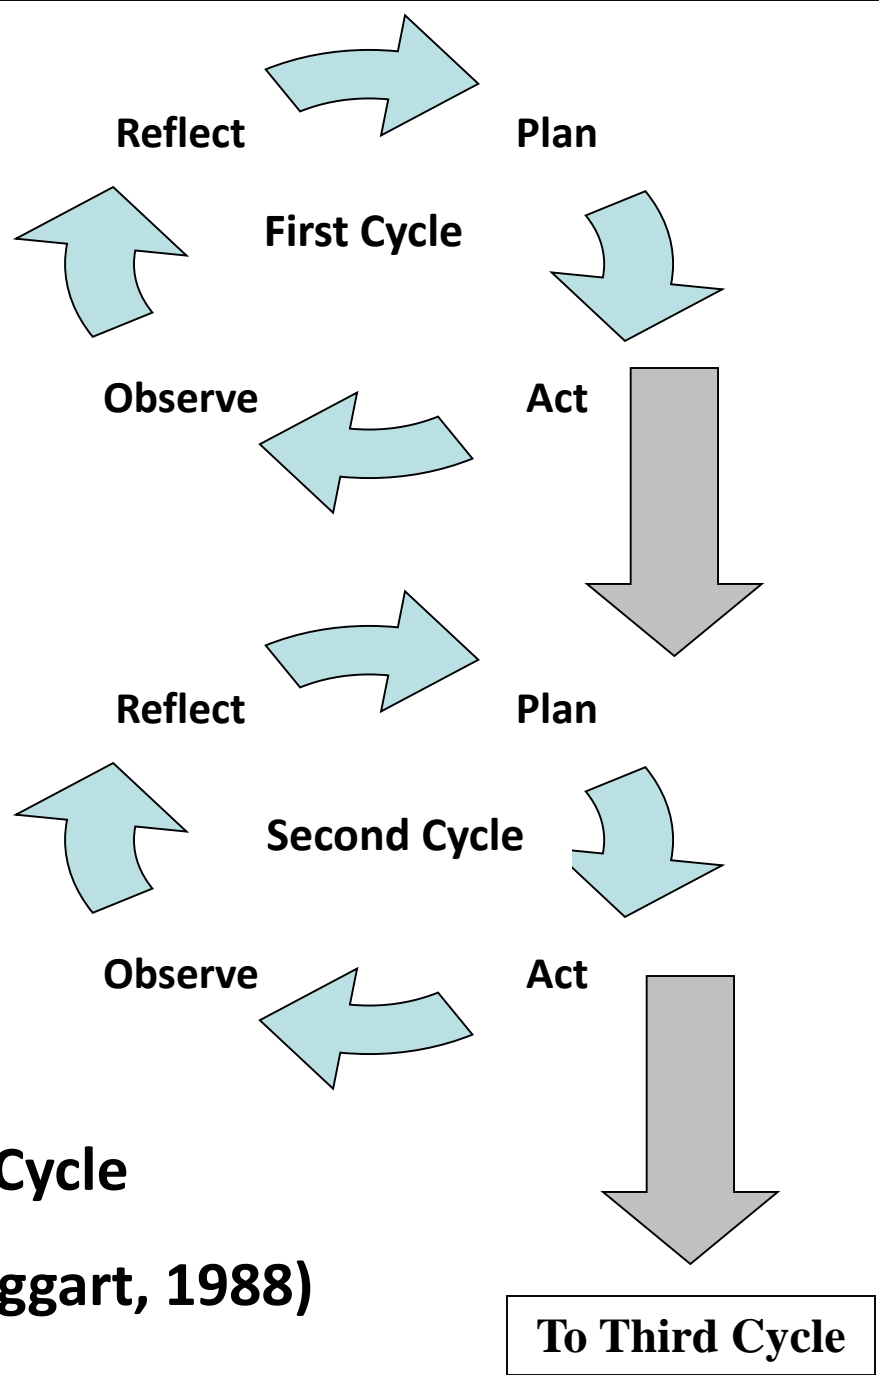 Reflect Plan
First Cycle
Observe Act
Reflect Plan
Second Cycle
Observe Act
Cycle
ggart, 1988)
To Third Cycle